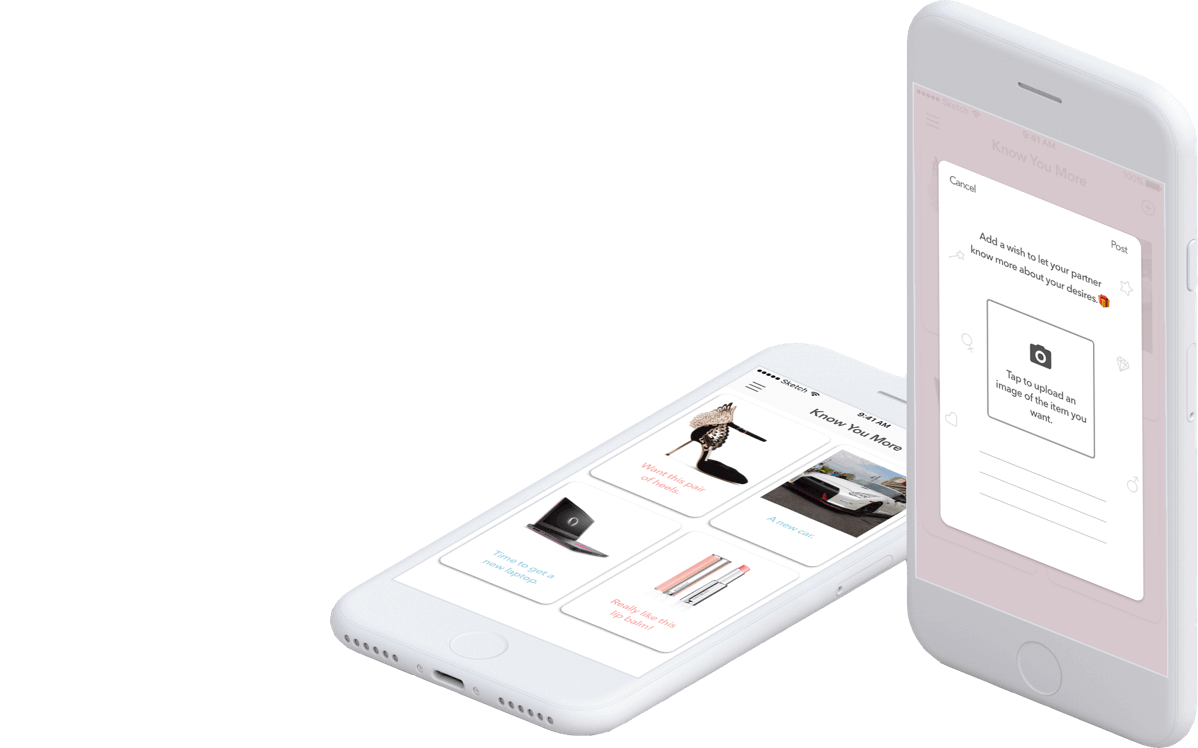 Sketch
9:41 AM
Know You More
Want this pair
of heels.
A new car.
Time to get a
new laptop.
Really like this
lip balm!
Sketch
9:41 AM
100%
Know You More
Cancel
Post
Add a wish to let your partner
know more about your desires.🎁
Tap to upload an
image of the item you
want.